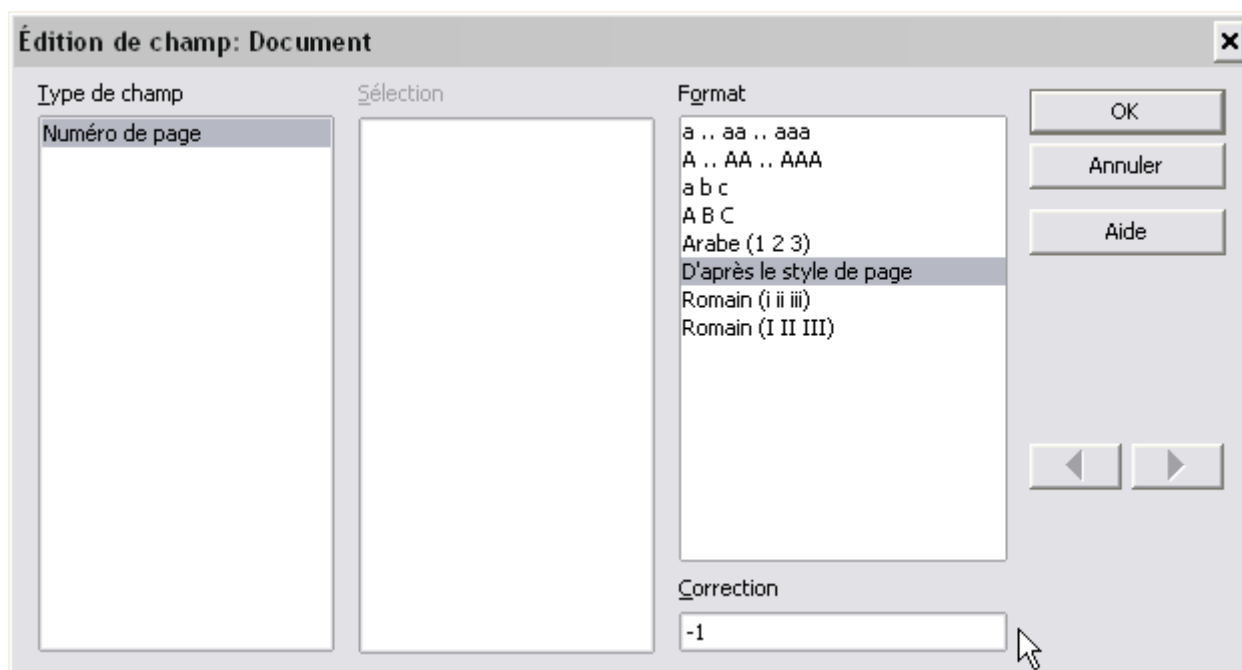 Édition de champ: Document
Type de champ
Numéro de page
Sélection
Format
a .. aa .. aaa
A .. AA .. AAA
a b c
A B C
Arabe (1 2 3)
D'après le style de page
Romain (i ii iii)
Romain (I II III)
Correction
-1
OK
Annuler
Aide